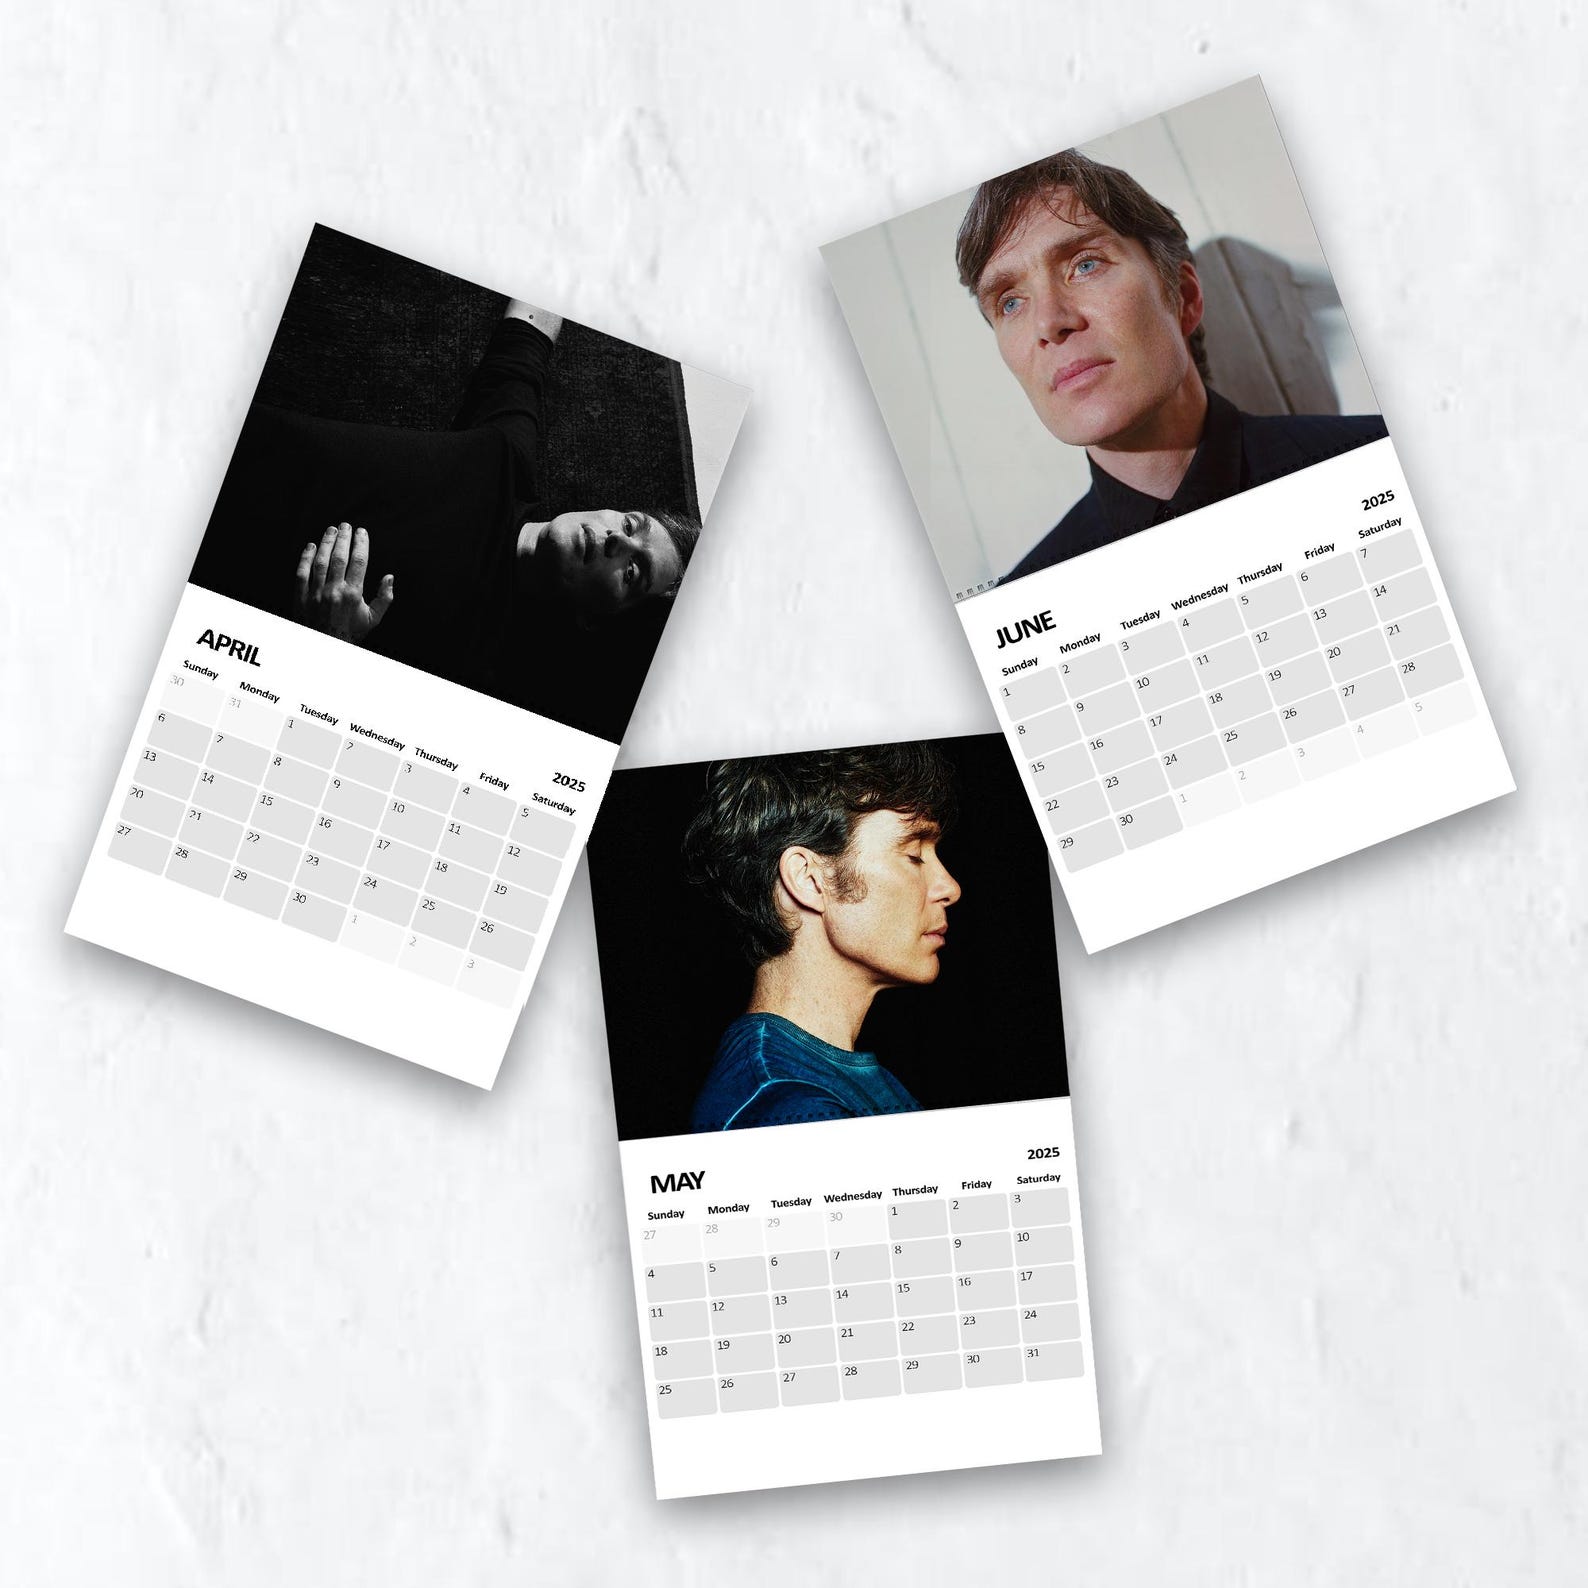 APRIL
2025
Sunday Monday Tuesday Wednesday Thursday Friday Saturday
30 31 1 2 3 4 5
6 7 8 9 10 11 12
13 14 15 16 17 18 19
20 21 22 23 24 25 26
27 28 29 30 1 2 3
MAY
2025
Sunday Monday Tuesday Wednesday Thursday Friday Saturday
27 28 29 30 1 2 3
4 5 6 7 8 9 10
11 12 13 14 15 16 17
18 19 20 21 22 23 24
25 26 27 28 29 30 31
JUNE
2025
Sunday Monday Tuesday Wednesday Thursday Friday Saturday
1 2 3 4 5 6 7
8 9 10 11 12 13 14
15 16 17 18 19 20 21
22 23 24 25 26 27 28
29 30 1 2 3 4 5